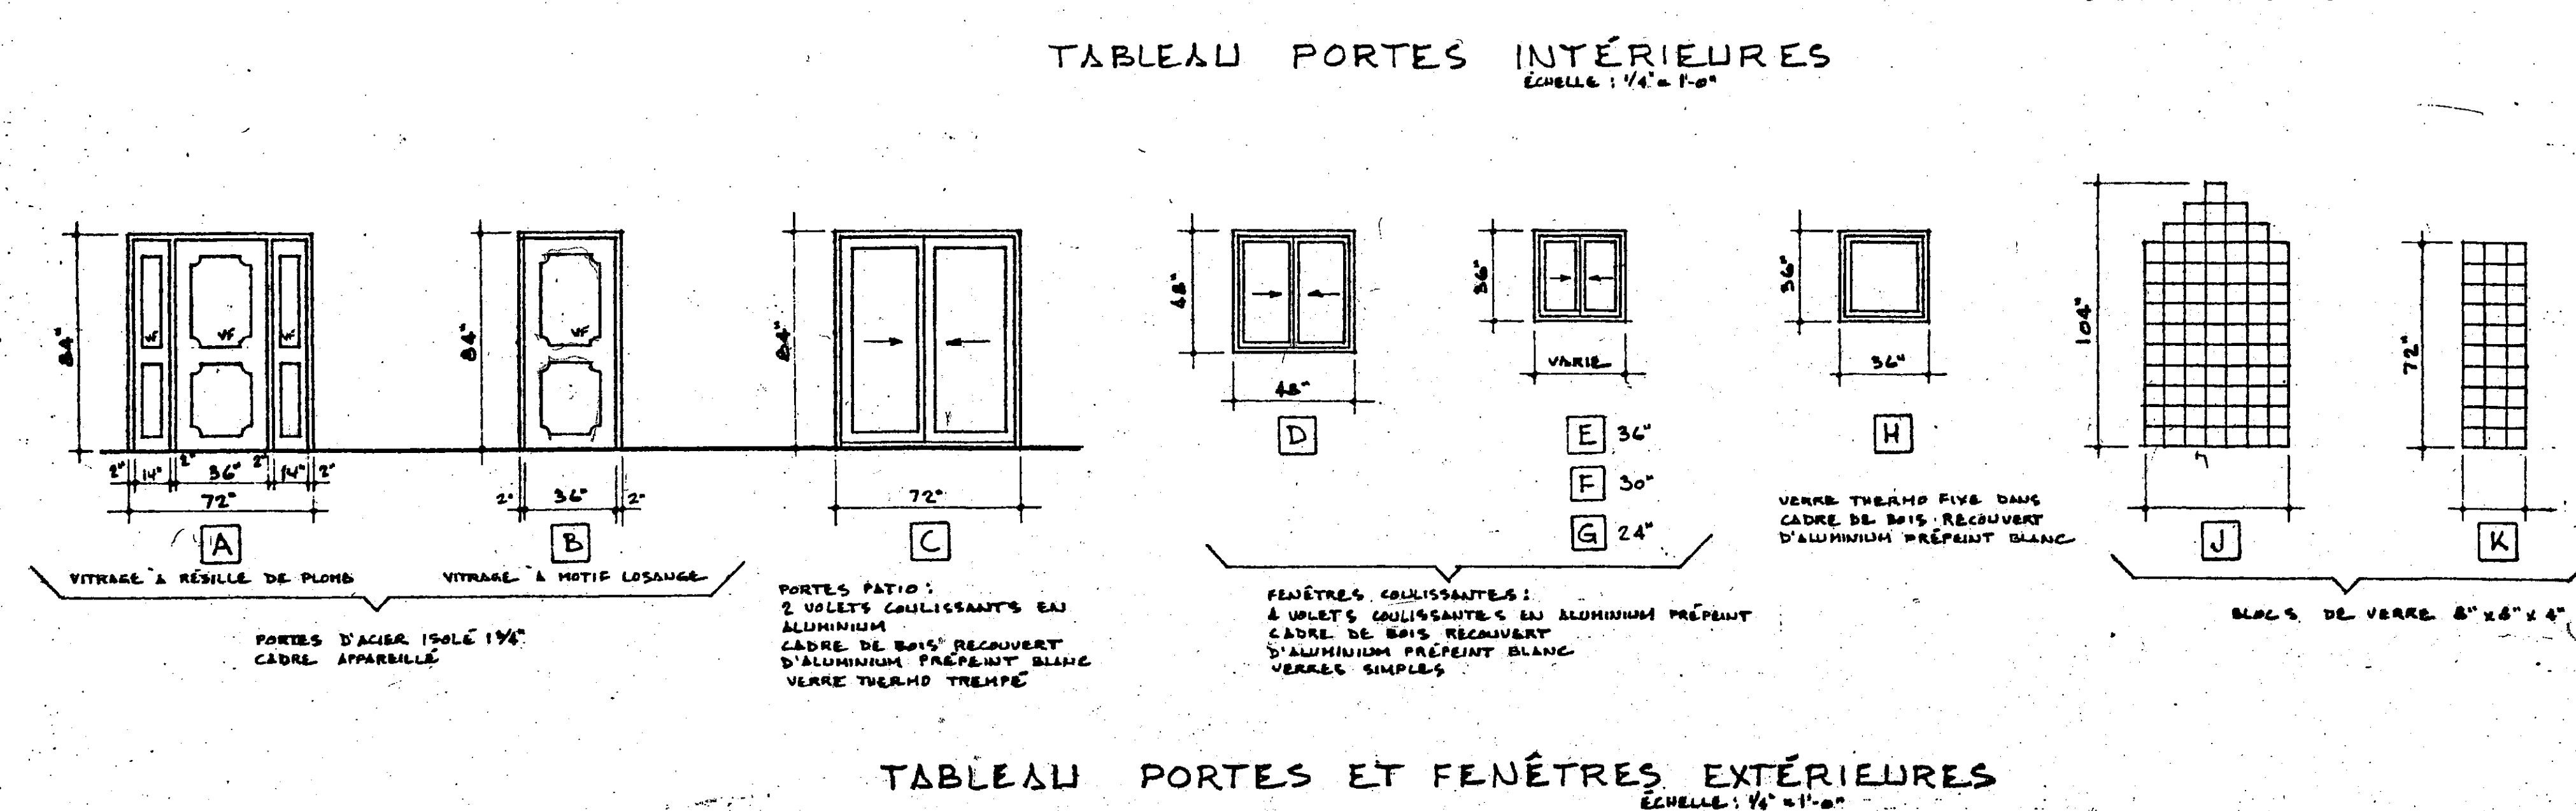 TABLEAU PORTES INTÉRIEURES
ÉCHELLE : 1/4" = 1'-0"
84"
2" 14" 2" 36" 2" 14" 2"
72"
VF VF VF
A
VITRAGE À RÉSILLE DE PLOMB
84"
VF
2" 36" 2"
B
VITRAGE À MOTIF LOSANGE
PORTES D'ACIER ISOLÉ 1 3/4"
CADRE APPAREILLÉ
84"
72"
C
PORTES PATIO :
2 VOLETS COULISSANTS EN
ALUMINIUM
CADRE DE BOIS RECOUVERT
D'ALUMINIUM PRÉPEINT BLANC
VERRE THERMO TREMPÉ
48"
48"
D
36"
VARIE
E 36"
F 30"
G 24"
FENÊTRES COULISSANTES :
4 VOLETS COULISSANTES EN ALUMINIUM PRÉPEINT
CADRE DE BOIS RECOUVERT
D'ALUMINIUM PRÉPEINT BLANC
VERRES SIMPLES
36"
36"
H
VERRE THERMO FIXE DANS
CADRE DE BOIS RECOUVERT
D'ALUMINIUM PRÉPEINT BLANC
104"
J
72"
K
BLOCS DE VERRE 8" x 8" x 4"
TABLEAU PORTES ET FENÊTRES EXTÉRIEURES
ÉCHELLE : 1/4" = 1'-0"